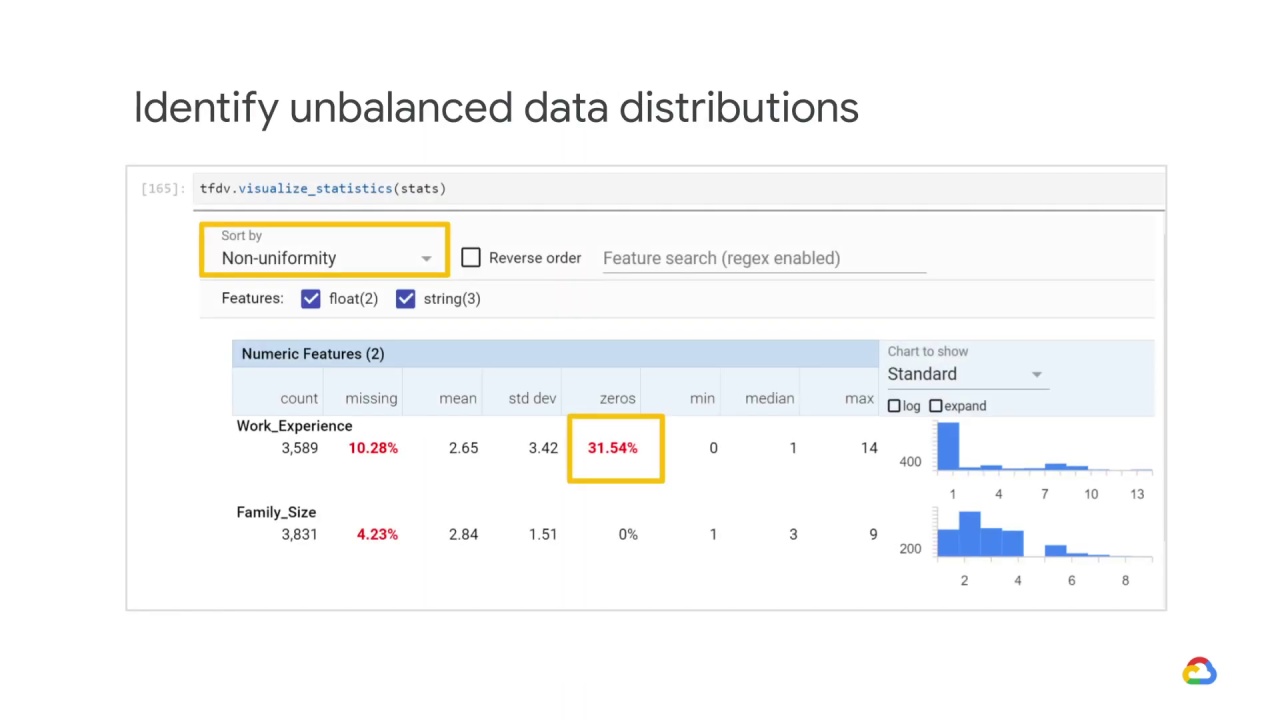 Identify unbalanced data distributions
[165]: tfdv.visualize_statistics(stats)
Sort by
Non-uniformity
Reverse order
Feature search (regex enabled)
Features: float(2) string(3)
Numeric Features (2)
Chart to show
Standard
count missing mean std dev zeros min median max
log expand
Work_Experience
3,589 10.28% 2.65 3.42 31.54% 0 1 14
400
1 4 7 10 13
Family_Size
3,831 4.23% 2.84 1.51 0% 1 3 9
200
2 4 6 8